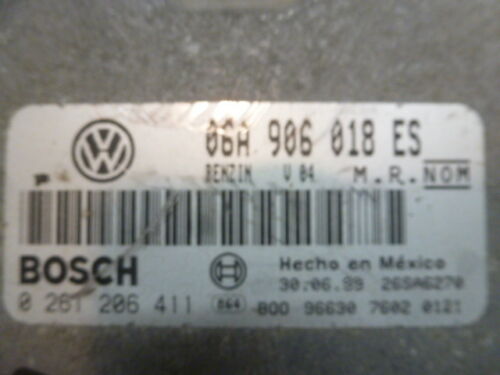 06A 906 018 ES
BENZIN V 04 M.R. NOM
BOSCH
Hecho en México
30.06.99 26SA6270
0 261 206 411 064 800 96630 7602 0121